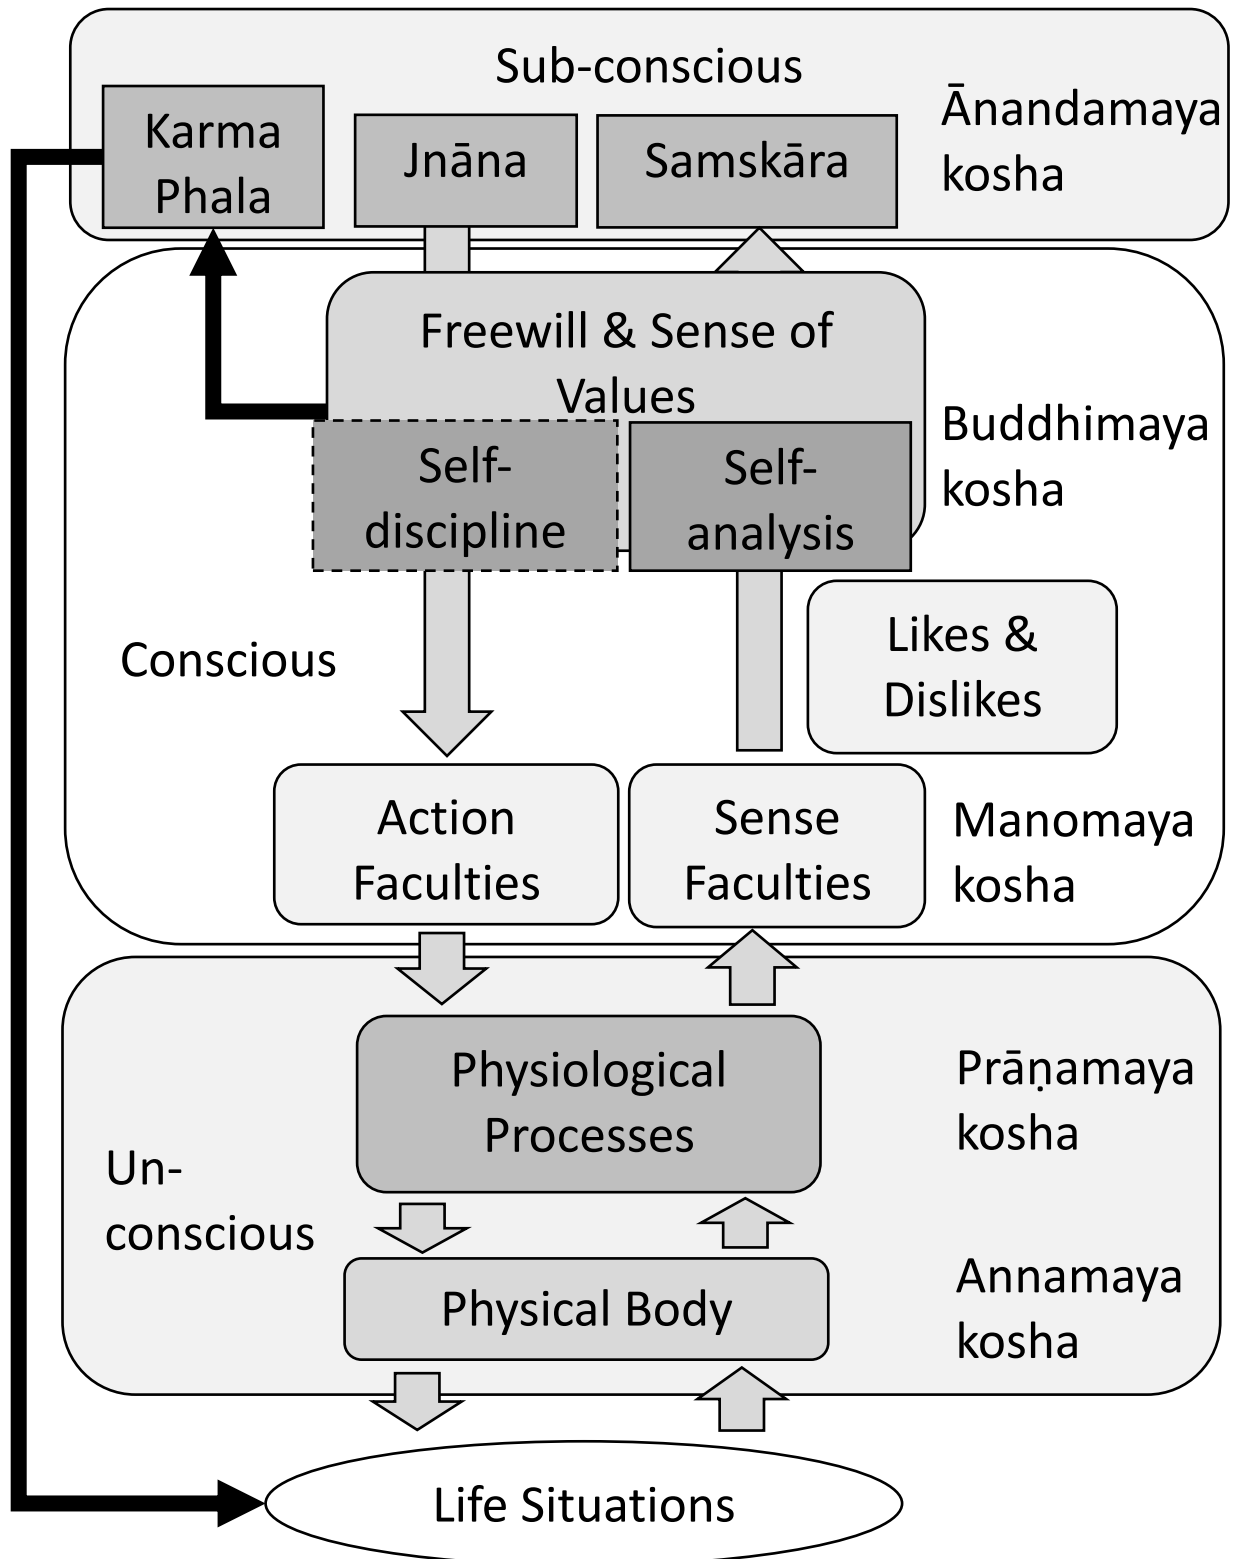 Sub-conscious
Karma
Phala
Jnāna
Samskāra
Ānandamaya
kosha
Freewill & Sense of
Values
Self-
discipline
Self-
analysis
Buddhimaya
kosha
Conscious
Likes &
Dislikes
Action
Faculties
Sense
Faculties
Manomaya
kosha
Physiological
Processes
Prāṇamaya
kosha
Un-
conscious
Physical Body
Annamaya
kosha
Life Situations